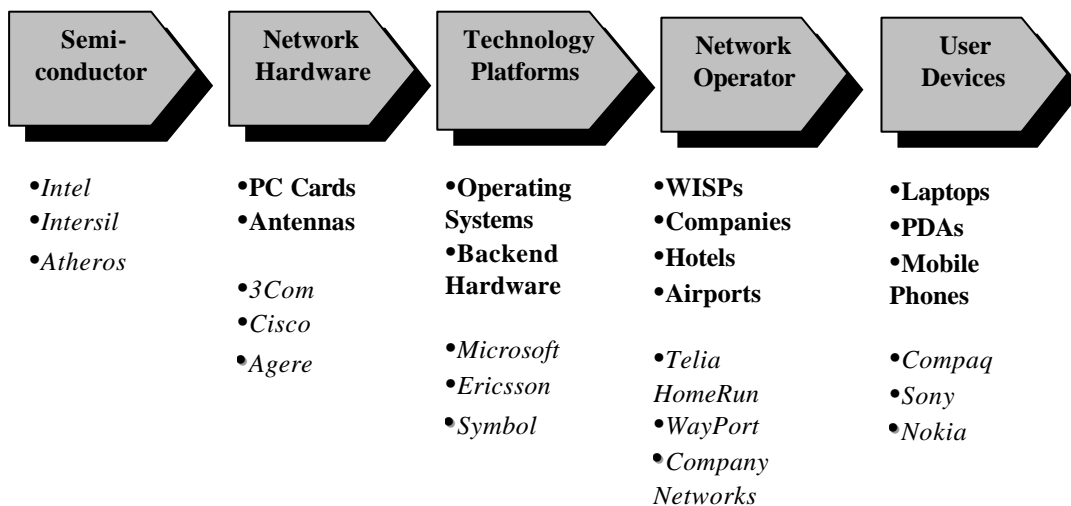 Semi-
conductor
Network
Hardware
Technology
Platforms
Network
Operator
User
Devices
•Intel
•Intersil
•Atheros
•PC Cards
•Antennas
•3Com
•Cisco
•Agere
•Operating
Systems
•Backend
Hardware
•Microsoft
•Ericsson
•Symbol
•WISPs
•Companies
•Hotels
•Airports
•Telia
HomeRun
•WayPort
•Company
Networks
•Laptops
•PDAs
•Mobile
Phones
•Compaq
•Sony
•Nokia